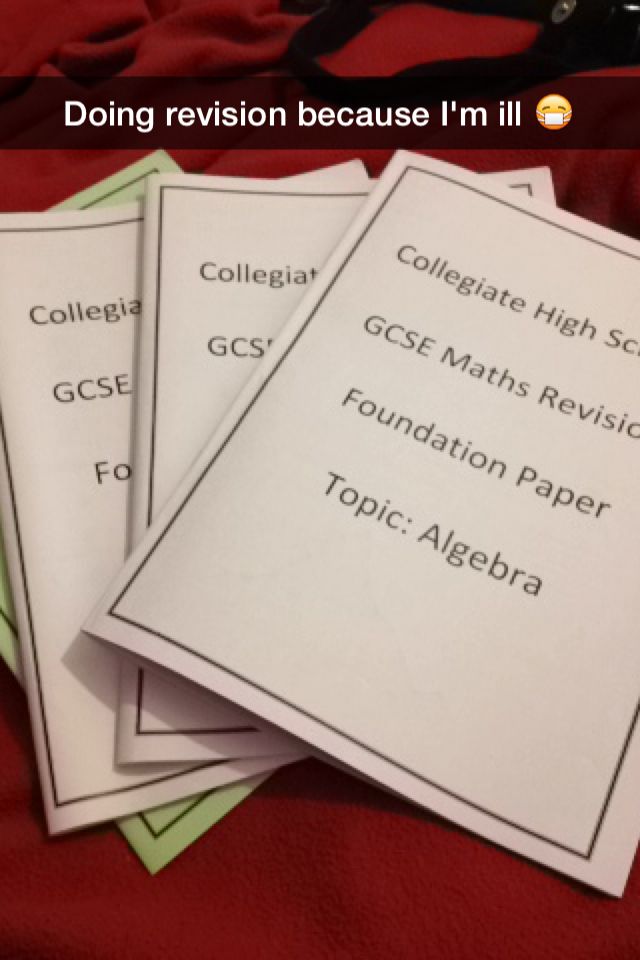 Doing revision because I'm ill 😷
Collegia
GCSE
Fo
Collegiat
GCS
Collegiate High Sc
GCSE Maths Revisio
Foundation Paper
Topic: Algebra